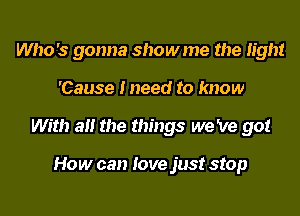 Who's gonna show me the light
'Cause I need to know
With all the things we've got
How can love just stop